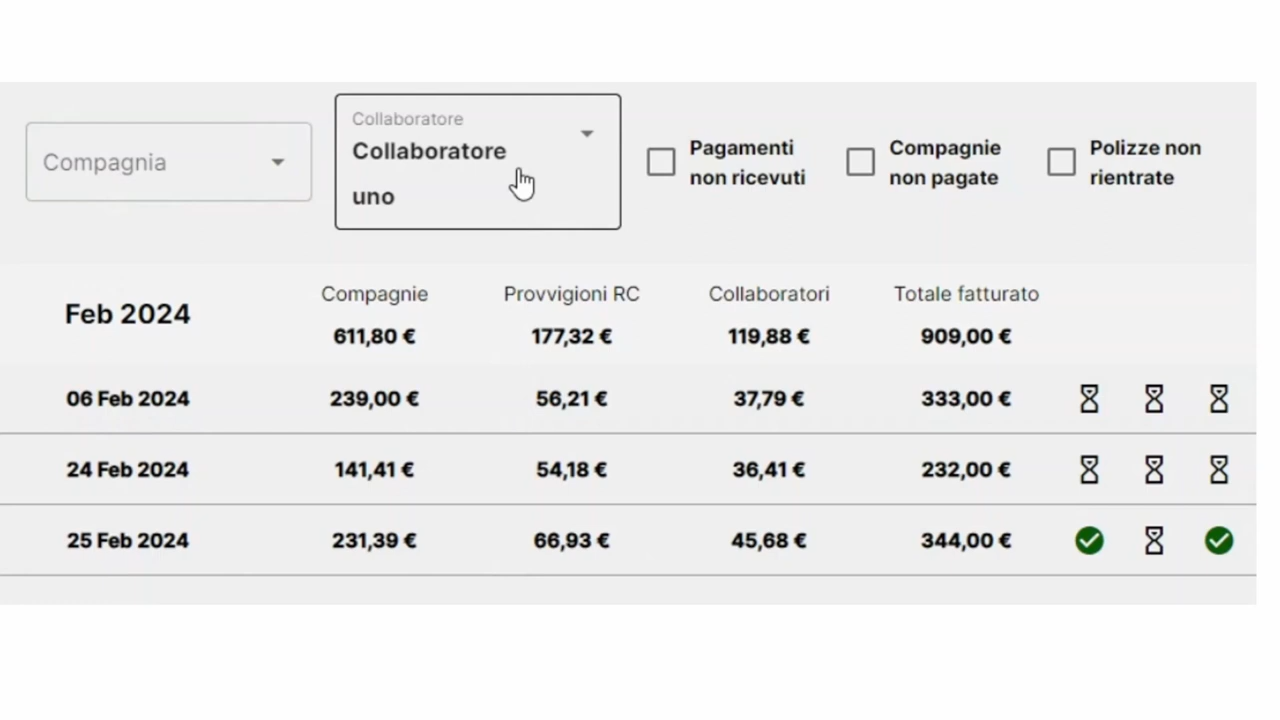 Compagnia
Collaboratore
Collaboratore
uno
Pagamenti
non ricevuti
Compagnie
non pagate
Polizze non
rientrate
Feb 2024
Compagnie
Provvigioni RC
Collaboratori
Totale fatturato
611,80 €
177,32 €
119,88 €
909,00 €
06 Feb 2024 239,00 € 56,21 € 37,79 € 333,00 €
24 Feb 2024 141,41 € 54,18 € 36,41 € 232,00 €
25 Feb 2024 231,39 € 66,93 € 45,68 € 344,00 €